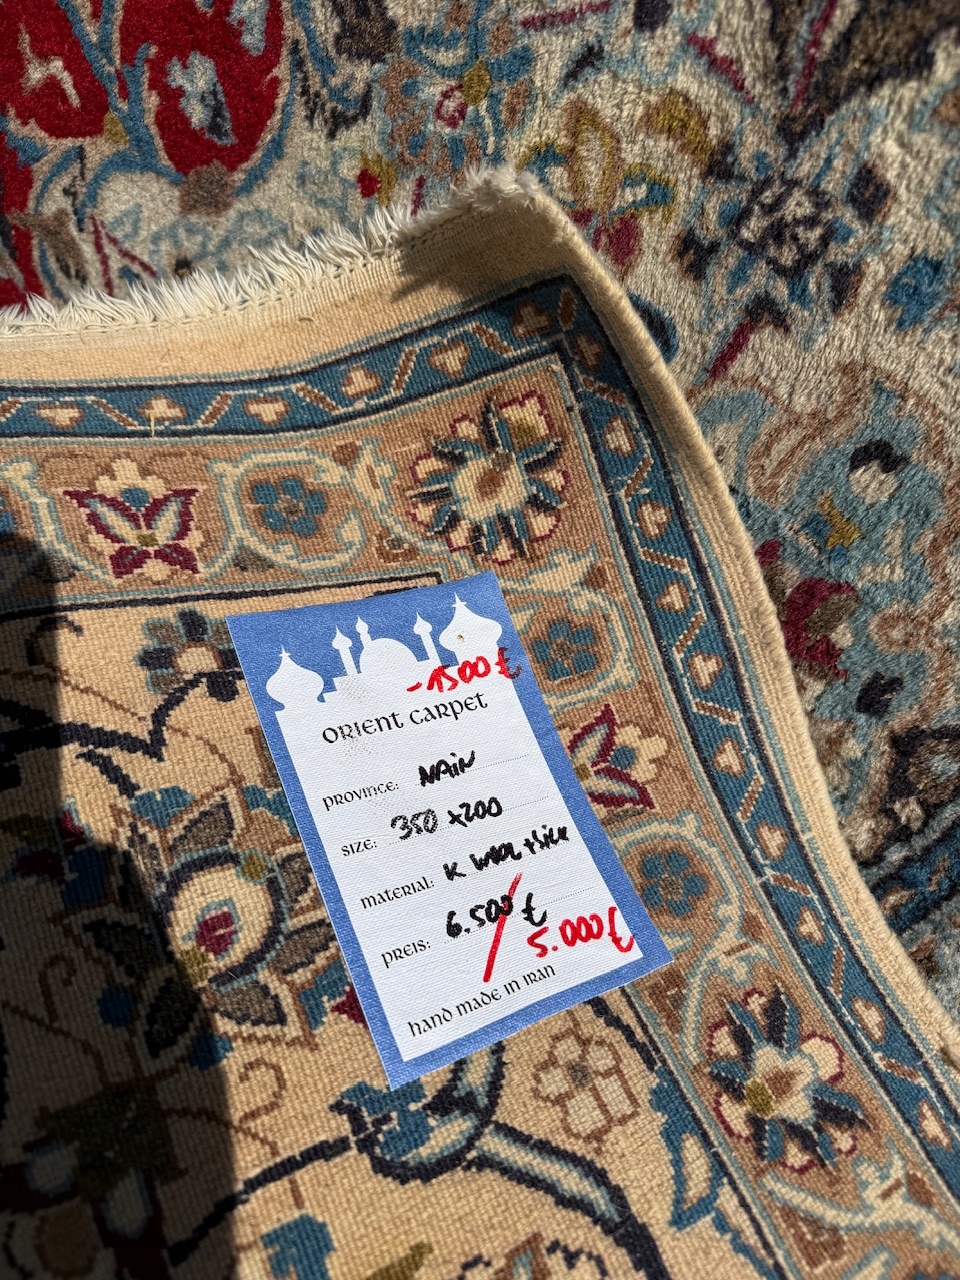 -1500 €
ORIENT CARPET
PROVINCE: NAIN
SIZE: 350 x 200
MATERIAL: K WOOL + SILK
PREIS: 6.500 €
5.000 €
HAND MADE IN IRAN